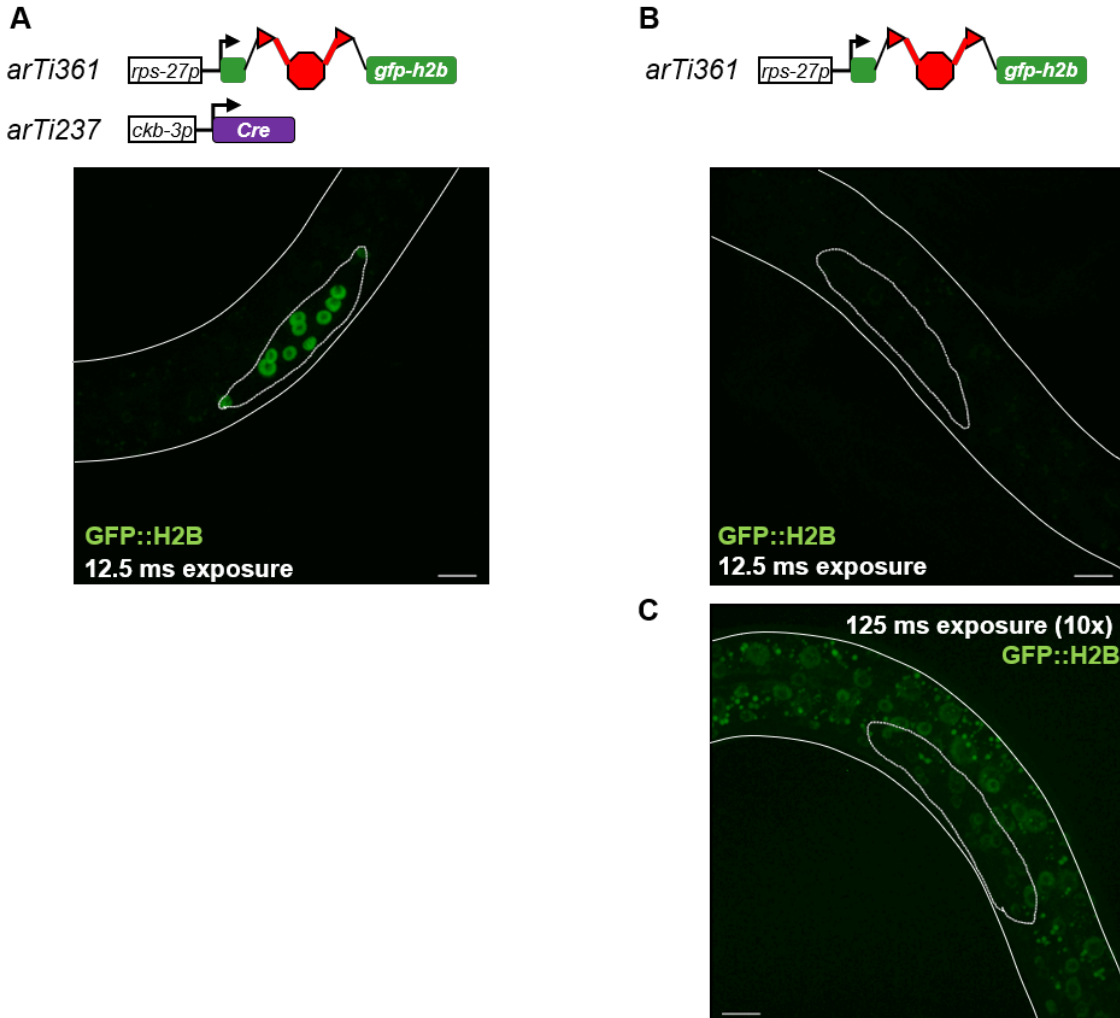 A
arTi361 rps-27p gfp-h2b
arTi237 ckb-3p Cre
GFP::H2B
12.5 ms exposure
B
arTi361 rps-27p gfp-h2b
GFP::H2B
12.5 ms exposure
C
125 ms exposure (10x)
GFP::H2B